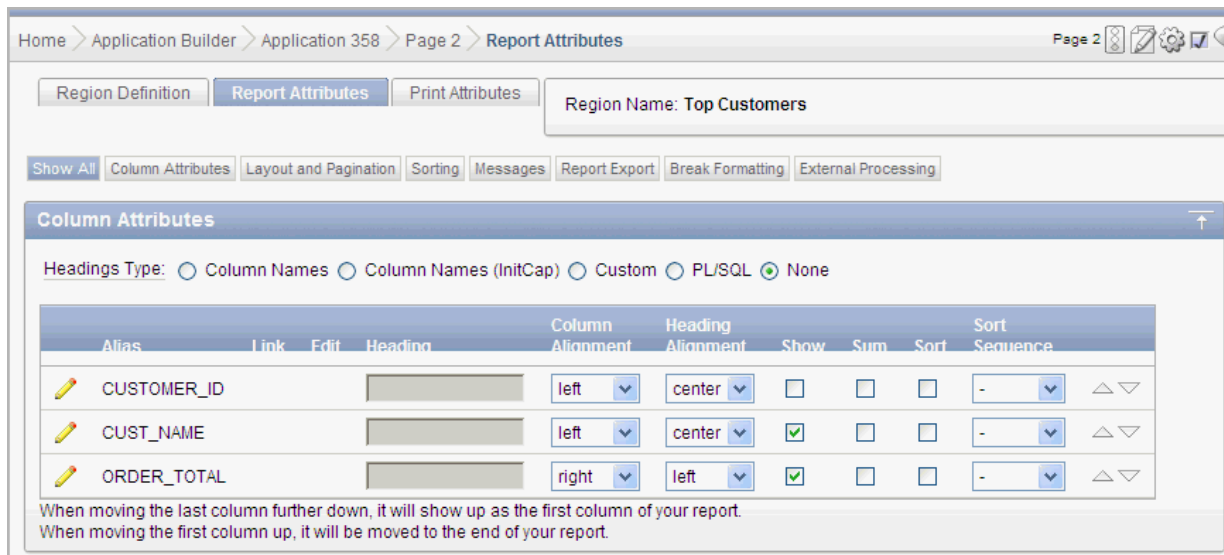 Home Application Builder Application 358 Page 2 Report Attributes Page 2
Region Definition Report Attributes Print Attributes Region Name: Top Customers
Show All Column Attributes Layout and Pagination Sorting Messages Report Export Break Formatting External Processing
Column Attributes
Headings Type: Column Names Column Names (InitCap) Custom PL/SQL None
Alias Link Edit Heading Column Alignment Heading Alignment Show Sum Sort Sort Sequence
CUSTOMER_ID left center -
CUST_NAME left center -
ORDER_TOTAL right left -
When moving the last column further down, it will show up as the first column of your report.
When moving the first column up, it will be moved to the end of your report.